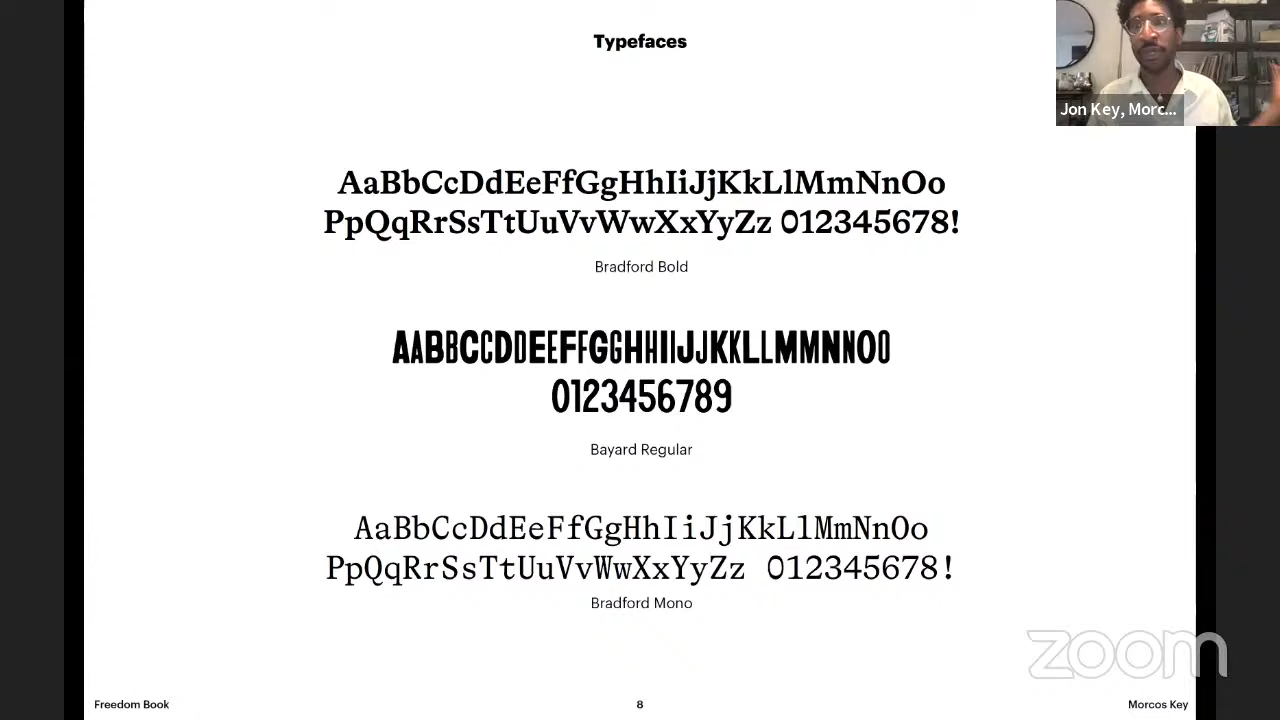 Typefaces
Jon Key, Morc...
AaBbCcDdEeFfGgHhIiJjKkLlMmNnOo
PpQqRrSsTtUuVvWwXxYyZz 012345678!
Bradford Bold
AABBCCDDEEFFGGHHIIJJKKLLMMNNOO
0123456789
Bayard Regular
AaBbCcDdEeFfGgHhIiJjKkLlMmNnOo
PpQqRrSsTtUuVvWwXxYyZz 012345678!
Bradford Mono
zoom
Freedom Book
8
Morcos Key